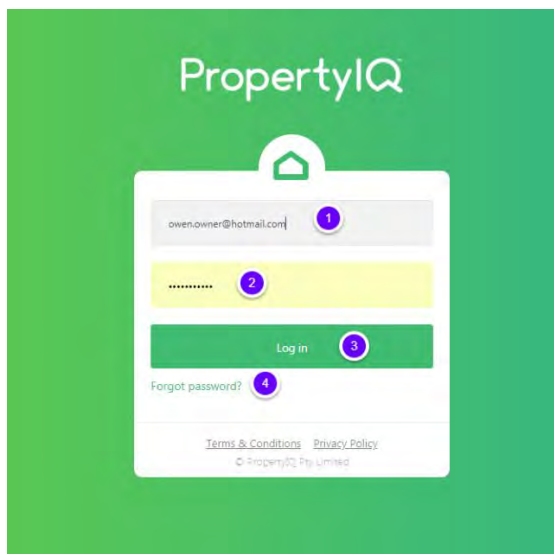 PropertyIQ
owen.owner@hotmail.com 1
••••••••••• 2
Log in 3
Forgot password? 4
Terms & Conditions Privacy Policy
© PropertyIQ Pty Limited